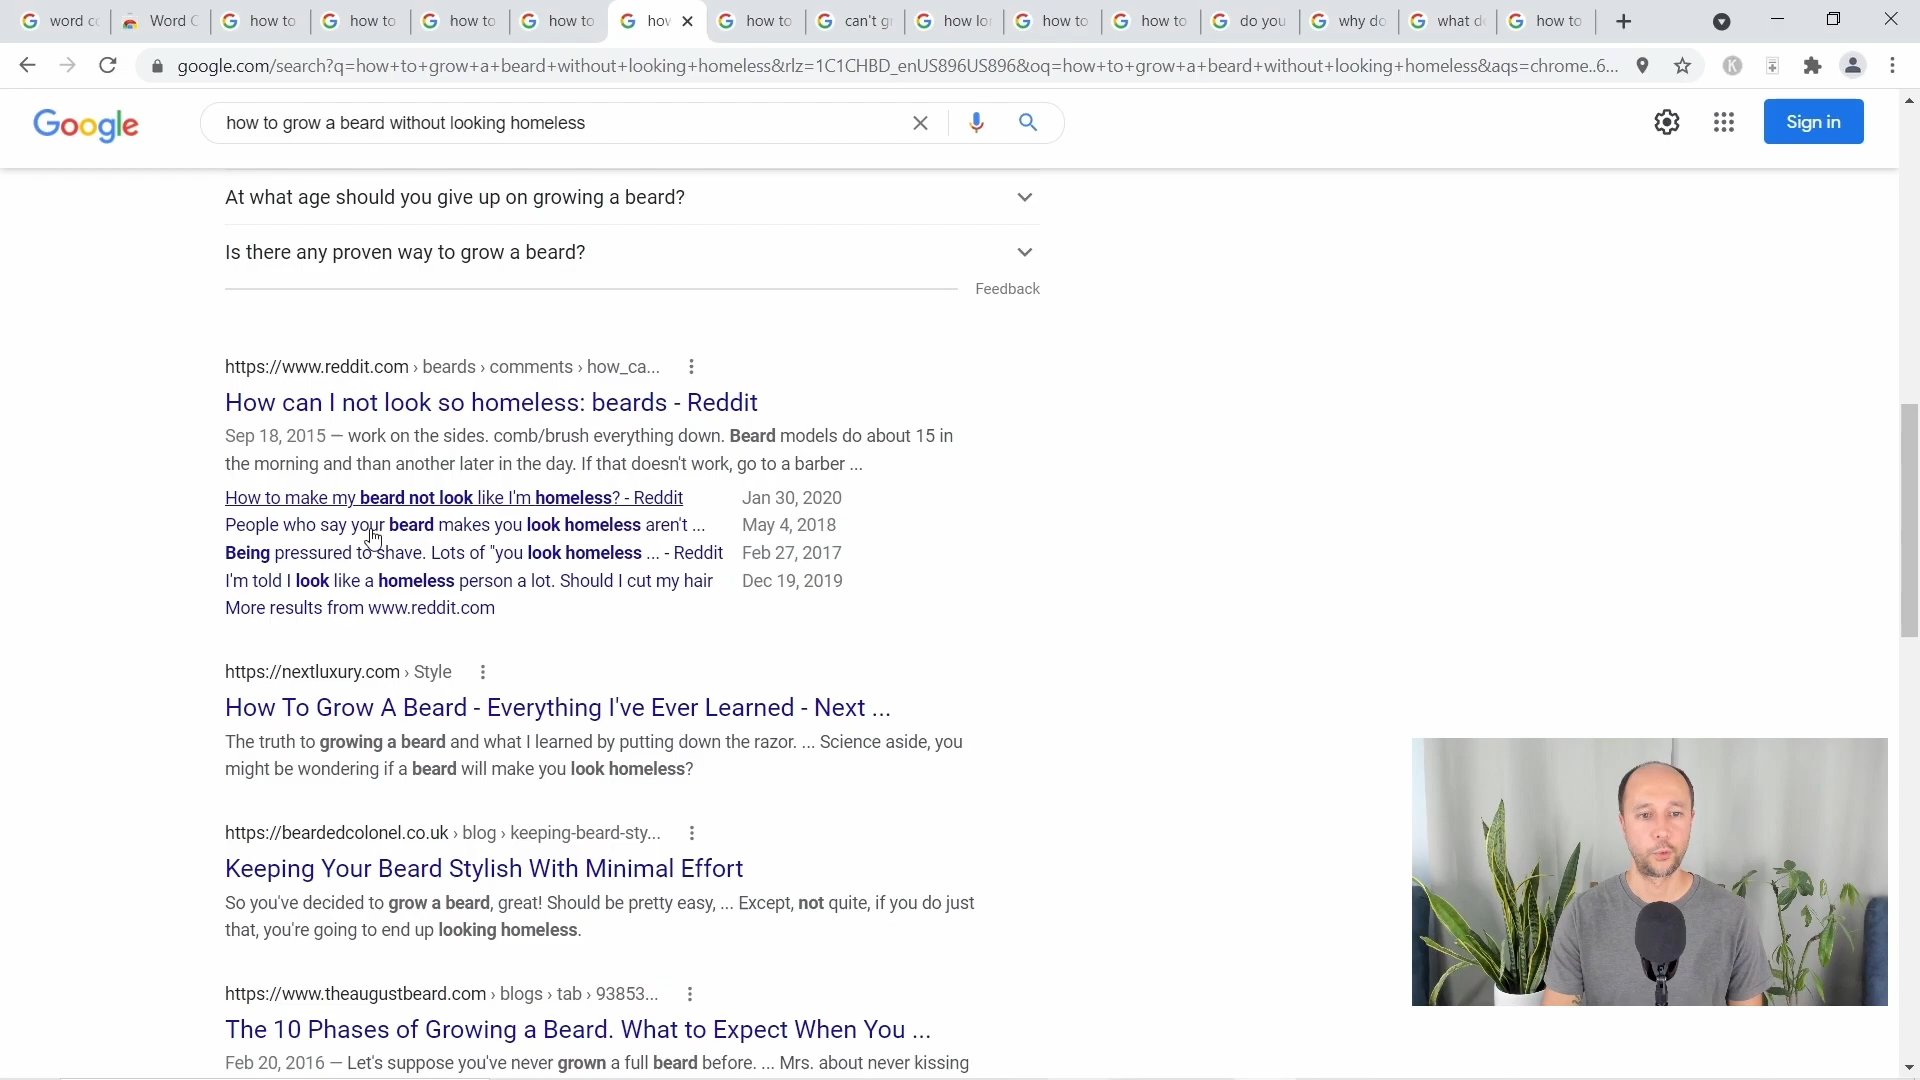 word c
Word C
how to
how to
how to
how to
how
how to
can't g
how lo
how to
how to
do you
why do
what d
how to
google.com/search?q=how+to+grow+a+beard+without+looking+homeless&rlz=1C1CHBD_enUS896US896&oq=how+to+grow+a+beard+without+looking+homeless&aqs=chrome..6...
K
Google
how to grow a beard without looking homeless
Sign in
At what age should you give up on growing a beard?
Is there any proven way to grow a beard?
Feedback
https://www.reddit.com › beards › comments › how_ca...
How can I not look so homeless: beards - Reddit
Sep 18, 2015 — work on the sides. comb/brush everything down. Beard models do about 15 in
the morning and than another later in the day. If that doesn't work, go to a barber ...
How to make my beard not look like I'm homeless? - Reddit Jan 30, 2020
People who say your beard makes you look homeless aren't ... May 4, 2018
Being pressured to shave. Lots of "you look homeless ... - Reddit Feb 27, 2017
I'm told I look like a homeless person a lot. Should I cut my hair Dec 19, 2019
More results from www.reddit.com
https://nextluxury.com › Style
How To Grow A Beard - Everything I've Ever Learned - Next ...
The truth to growing a beard and what I learned by putting down the razor. ... Science aside, you
might be wondering if a beard will make you look homeless?
https://beardedcolonel.co.uk › blog › keeping-beard-sty...
Keeping Your Beard Stylish With Minimal Effort
So you've decided to grow a beard, great! Should be pretty easy, ... Except, not quite, if you do just
that, you're going to end up looking homeless.
https://www.theaugustbeard.com › blogs › tab › 93853...
The 10 Phases of Growing a Beard. What to Expect When You ...
Feb 20, 2016 — Let's suppose you've never grown a full beard before. ... Mrs. about never kissing